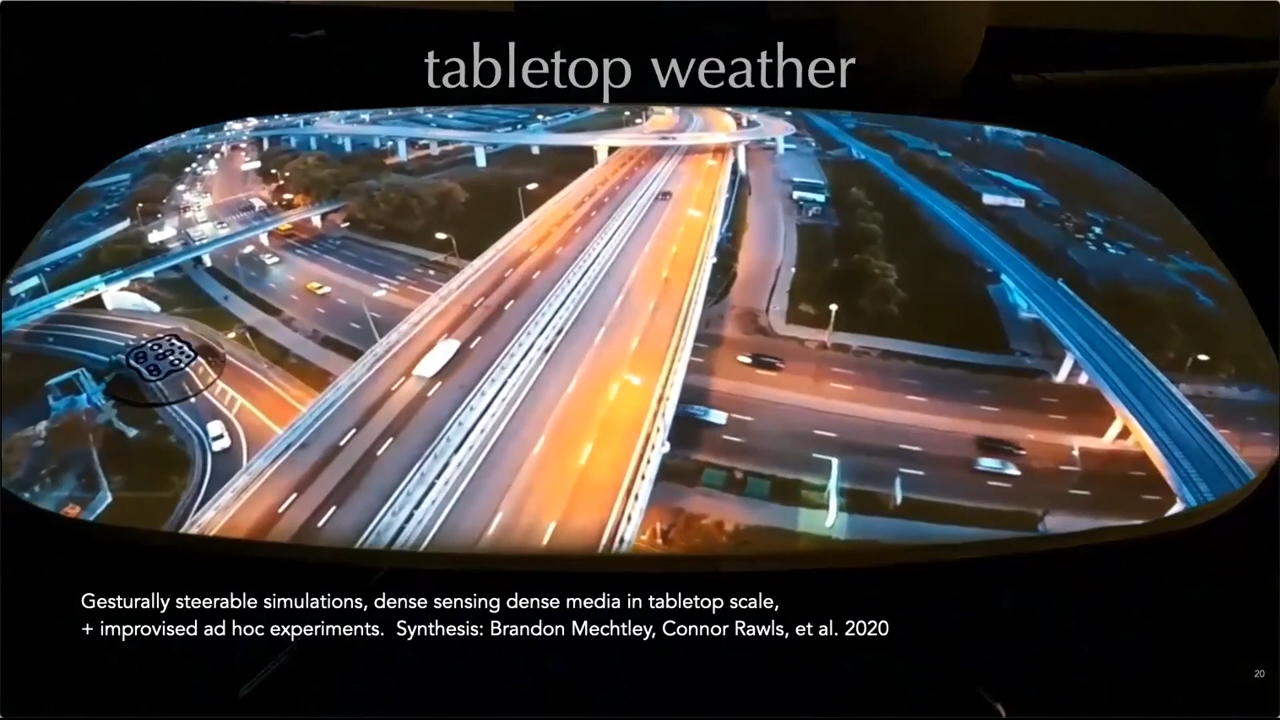 tabletop weather
Gesturally steerable simulations, dense sensing dense media in tabletop scale,
+ improvised ad hoc experiments.  Synthesis: Brandon Mechtley, Connor Rawls, et al. 2020
20